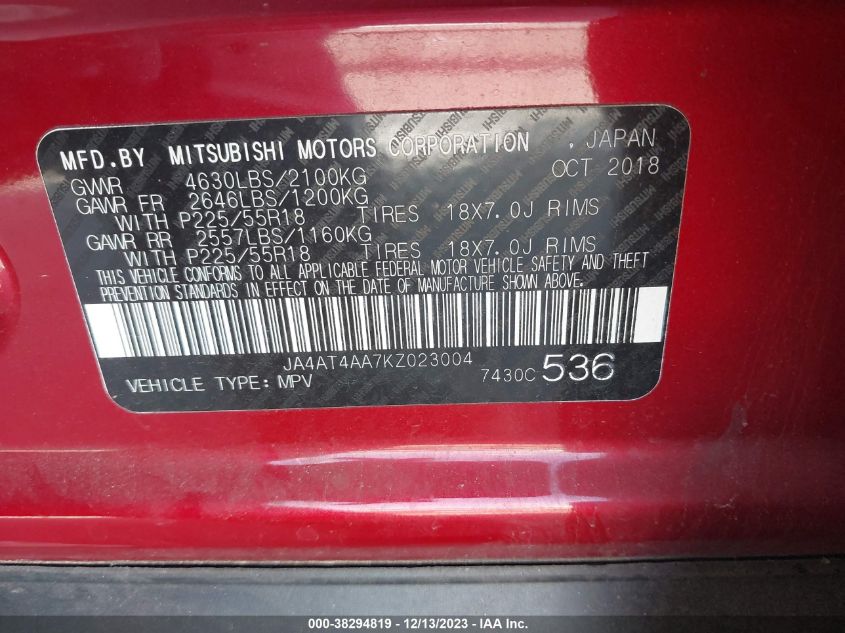 MFD.BY MITSUBISHI MOTORS CORPORATION , JAPAN
GVWR 4630LBS/2100KG OCT 2018
GAWR FR 2646LBS/1200KG
WITH P225/55R18 TIRES 18X7.0J RIMS
GAWR RR 2557LBS/1160KG
WITH P225/55R18 TIRES 18X7.0J RIMS
THIS VEHICLE CONFORMS TO ALL APPLICABLE FEDERAL MOTOR VEHICLE SAFETY AND THEFT
PREVENTION STANDARDS IN EFFECT ON THE DATE OF MANUFACTURE SHOWN ABOVE.
JA4AT4AA7KZ023004
VEHICLE TYPE: MPV 7430C 536
000-38294819 - 12/13/2023 - IAAI.com